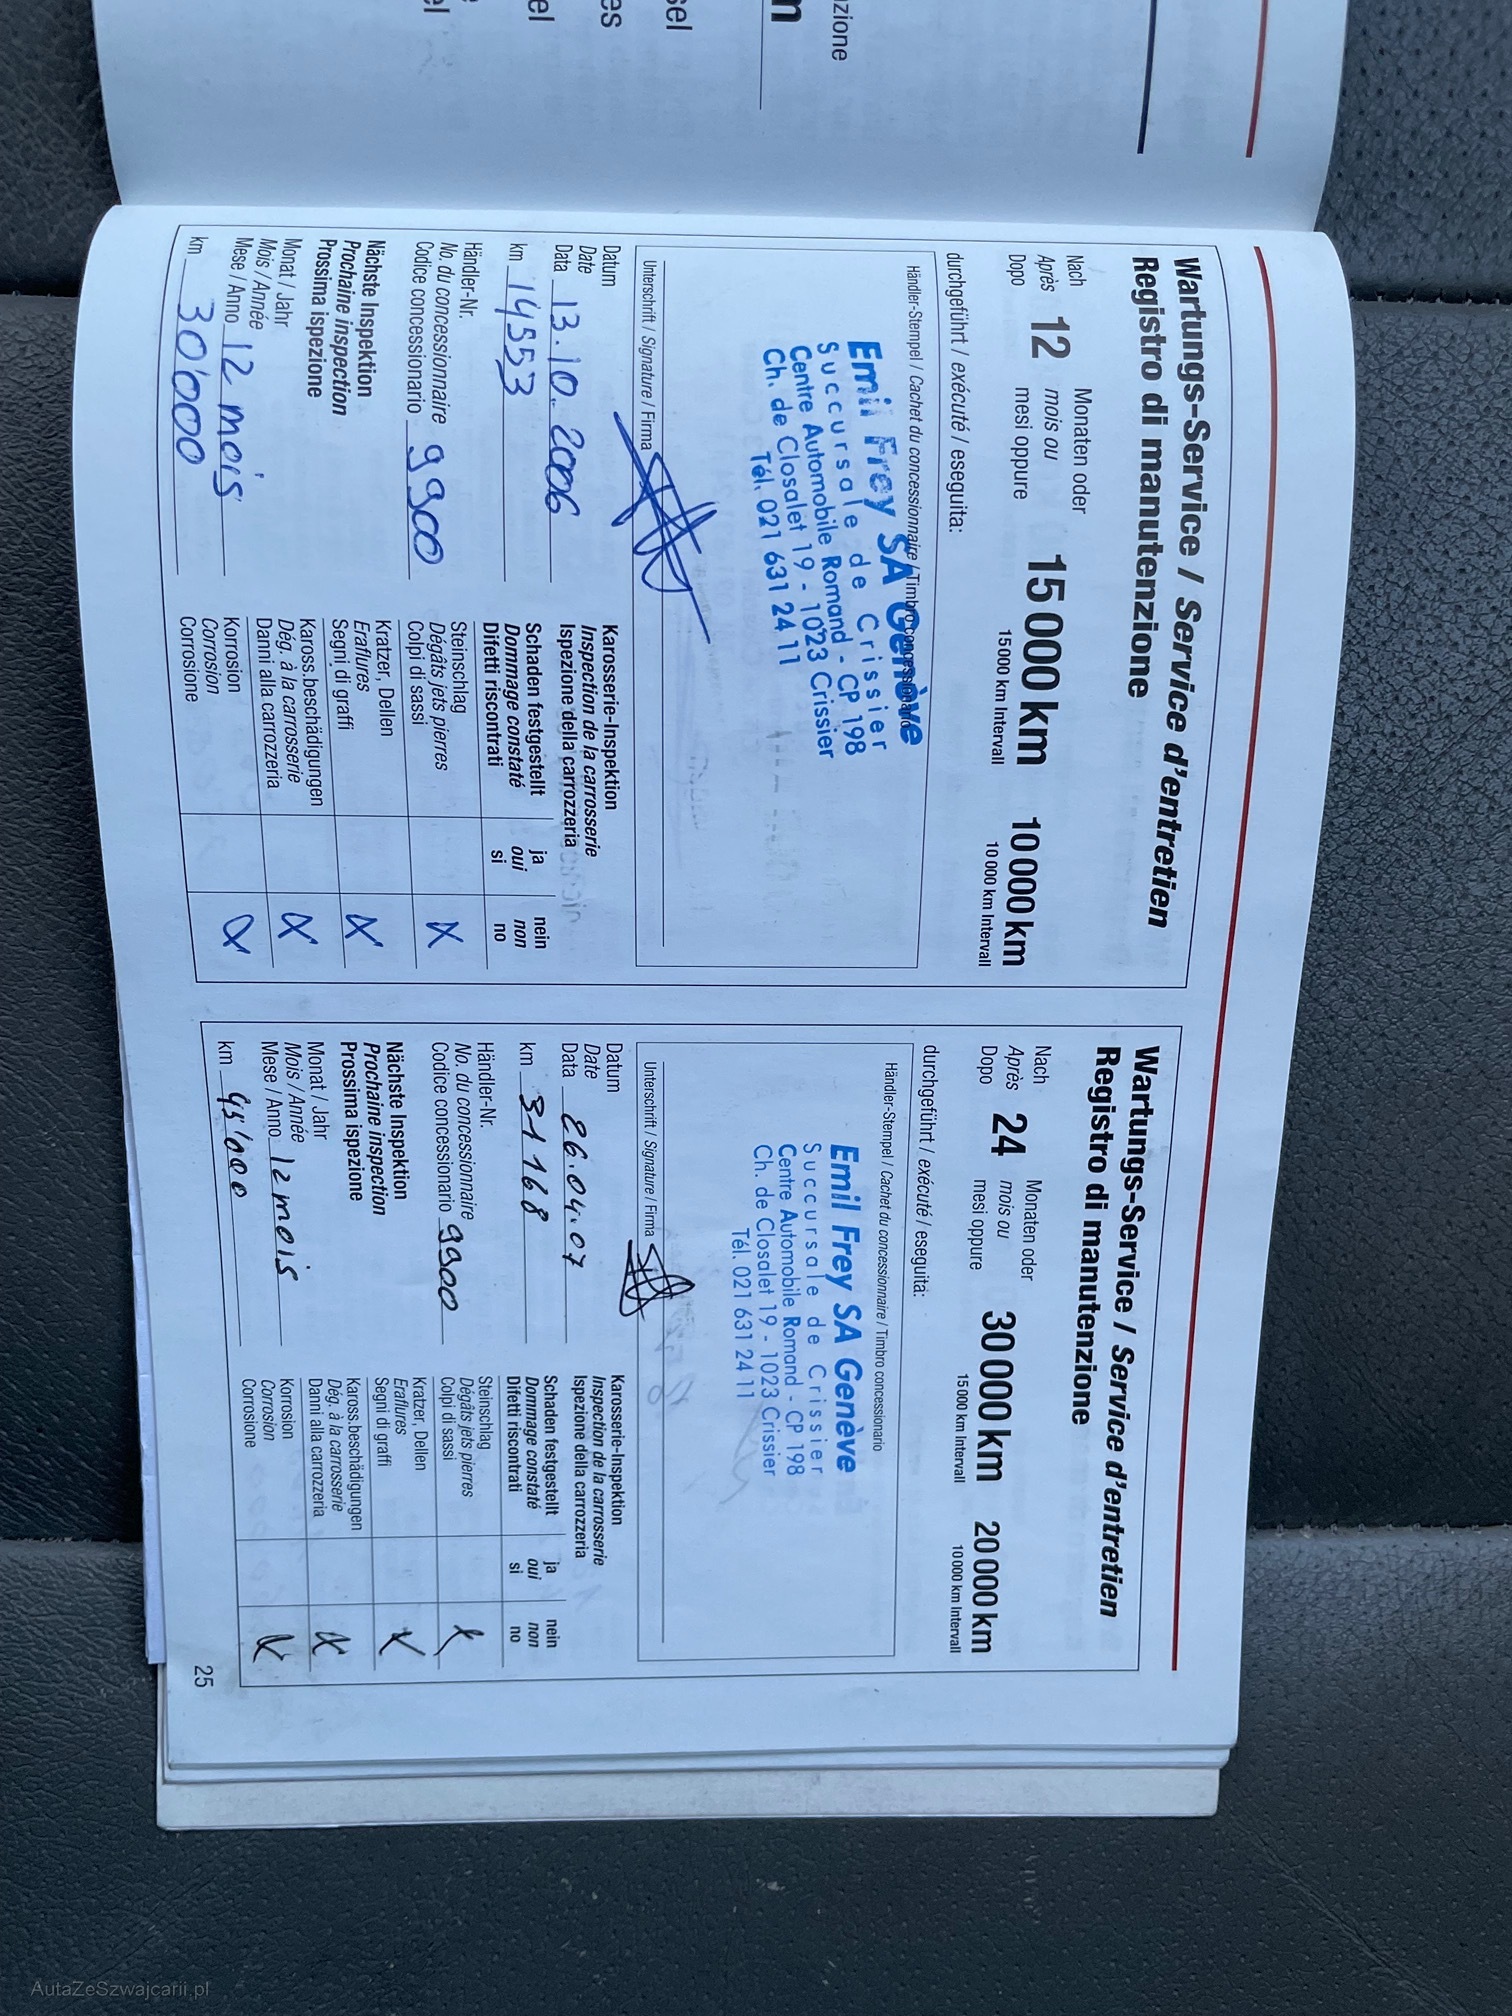 zione
n
sel
es
el
el
Wartungs-Service / Service d'entretien
Registro di manutenzione
Nach
Après
Dopo
12
Monaten oder
mois ou
mesi oppure
15 000 km
15 000 km Intervall
10 000 km
10 000 km Intervall
durchgeführt / exécuté / eseguita:
Händler-Stempel / Cachet du concessionnaire / Timbro concessionario
Emil Frey SA Genève
Succursale de Crissier
Centre Automobile Romand - CP 198
Ch. de Closalet 19 - 1023 Crissier
Tél. 021 631 24 11
Unterschrift / Signature / Firma
Datum
Date
Data 13.10.2006
km 14553
Händler-Nr.
No. du concessionnaire
Codice concessionario 9900
Nächste Inspektion
Prochaine inspection
Prossima ispezione
Monat / Jahr
Mois / Année
Mese / Anno 12 mois
km 30'000
Karosserie-Inspektion
Inspection de la carrosserie
Ispezione della carrozzeria
Schaden festgestellt ja nein
Dommage constaté oui non
Difetti riscontrati si no
Steinschlag
Dégâts jets pierres
Colpi di sassi
X
Kratzer, Dellen
Eraflures
Segni di graffi
X
Kaross.beschädigungen
Dég. à la carrosserie
Danni alla carrozzeria
X
Korrosion
Corrosion
Corrosione
X
Wartungs-Service / Service d'entretien
Registro di manutenzione
Nach
Après
Dopo
24
Monaten oder
mois ou
mesi oppure
30 000 km
15 000 km Intervall
20 000 km
10 000 km Intervall
durchgeführt / exécuté / eseguita:
Händler-Stempel / Cachet du concessionnaire / Timbro concessionario
Emil Frey SA Genève
Succursale de Crissier
Centre Automobile Romand - CP 198
Ch. de Closalet 19 - 1023 Crissier
Tél. 021 631 24 11
Unterschrift / Signature / Firma
Datum
Date
Data 26.04.07
km 31168
Händler-Nr.
No. du concessionnaire
Codice concessionario 9900
Nächste Inspektion
Prochaine inspection
Prossima ispezione
Monat / Jahr
Mois / Année
Mese / Anno 12 mois
km 45'000
Karosserie-Inspektion
Inspection de la carrosserie
Ispezione della carrozzeria
Schaden festgestellt ja nein
Dommage constaté oui non
Difetti riscontrati si no
Steinschlag
Dégâts jets pierres
Colpi di sassi
X
Kratzer, Dellen
Eraflures
Segni di graffi
X
Kaross.beschädigungen
Dég. à la carrosserie
Danni alla carrozzeria
X
Korrosion
Corrosion
Corrosione
X
25
AutaZeSzwajcarii.pl